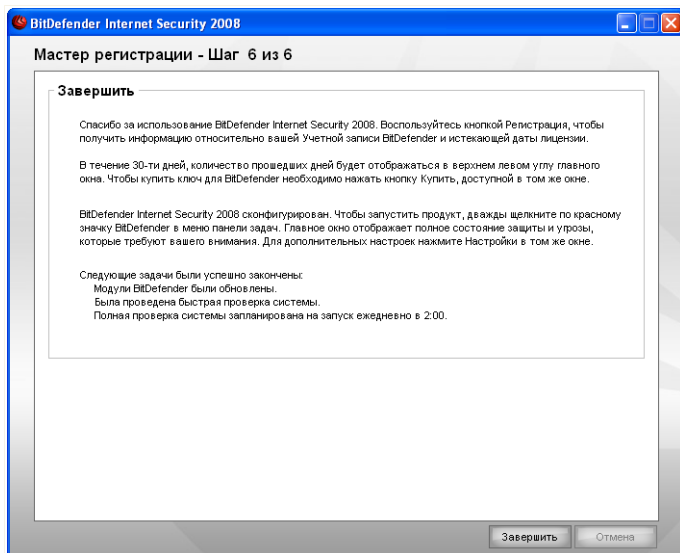 BitDefender Internet Security 2008
Мастер регистрации - Шаг 6 из 6
Завершить
Спасибо за использование BitDefender Internet Security 2008. Воспользуйтесь кнопкой Регистрация, чтобы
получить информацию относительно вашей Учетной записи BitDefender и истекающей даты лицензии.
В течение 30-ти дней, количество прошедших дней будет отображаться в верхнем левом углу главного
окна. Чтобы купить ключ для BitDefender необходимо нажать кнопку Купить, доступной в том же окне.
BitDefender Internet Security 2008 сконфигурирован. Чтобы запустить продукт, дважды щелкните по красному
значку BitDefender в меню панели задач. Главное окно отображает полное состояние защиты и угрозы,
которые требуют вашего внимания. Для дополнительных настроек нажмите Настройки в том же окне.
Следующие задачи были успешно закончены:
Модули BitDefender были обновлены.
Была проведена быстрая проверка системы.
Полная проверка системы запланирована на запуск ежедневно в 2:00.
Завершить
Отмена